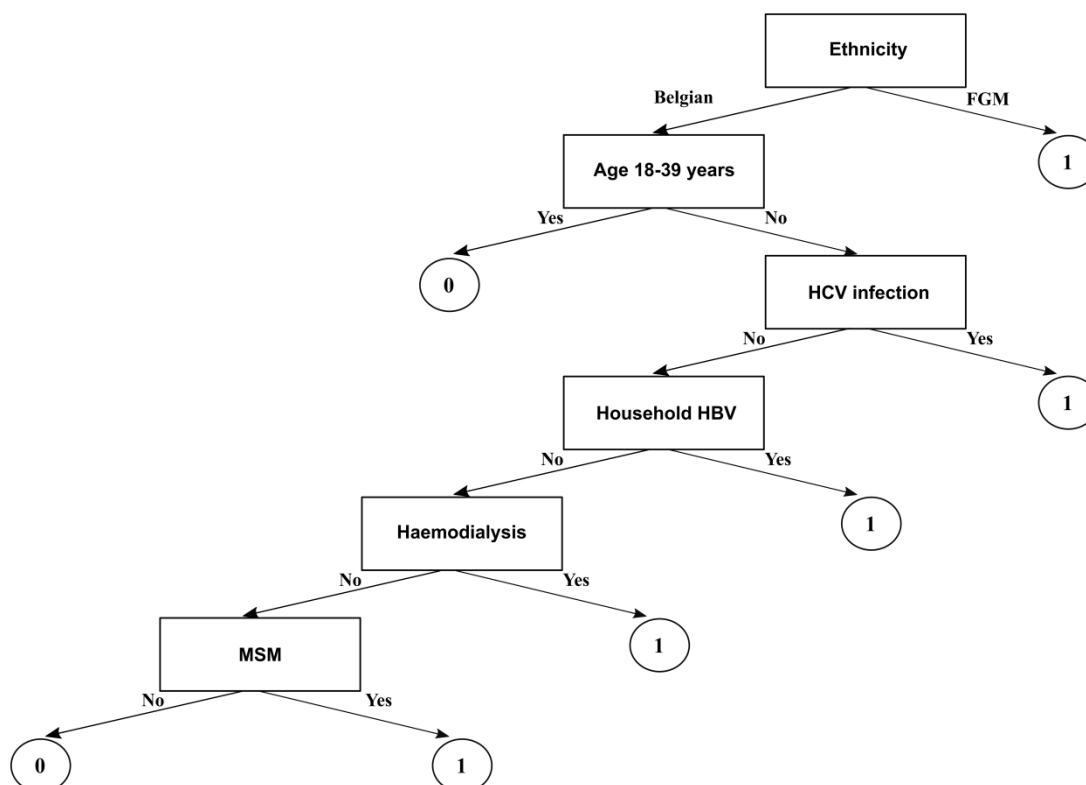 Ethnicity
Belgian
FGM
Age 18-39 years
1
Yes
No
0
HCV infection
No
Yes
Household HBV
1
No
Yes
Haemodialysis
1
No
Yes
MSM
1
No
Yes
0
1